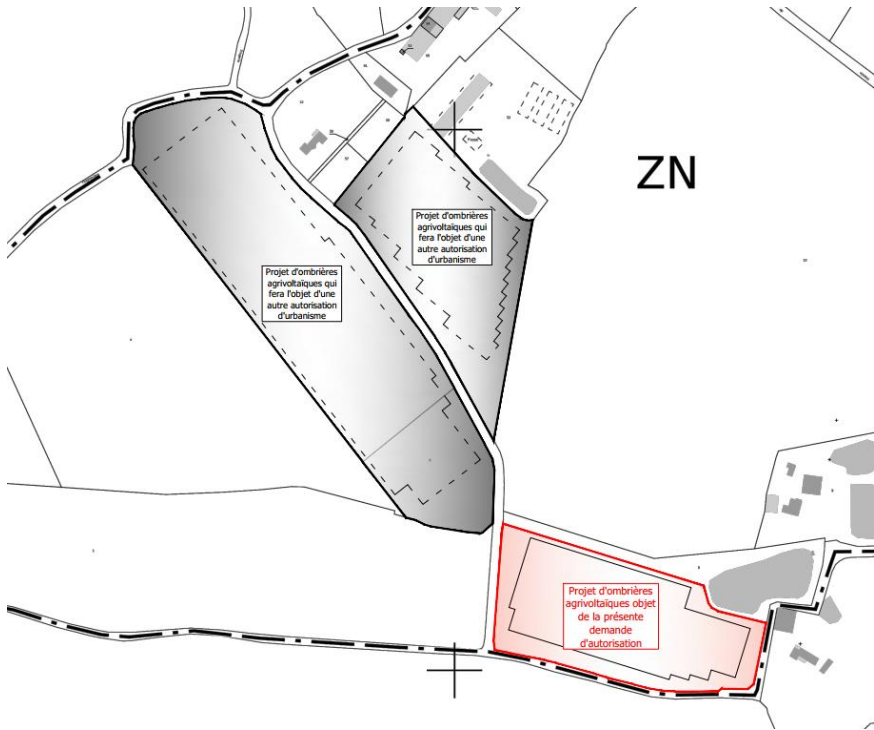 ZN
Projet d'ombrières
agrivoltaïques qui
fera l'objet d'une
autre autorisation
d'urbanisme
Projet d'ombrières
agrivoltaïques qui
fera l'objet d'une
autre autorisation
d'urbanisme
Projet d'ombrières
agrivoltaïques objet
de la présente
demande
d'autorisation